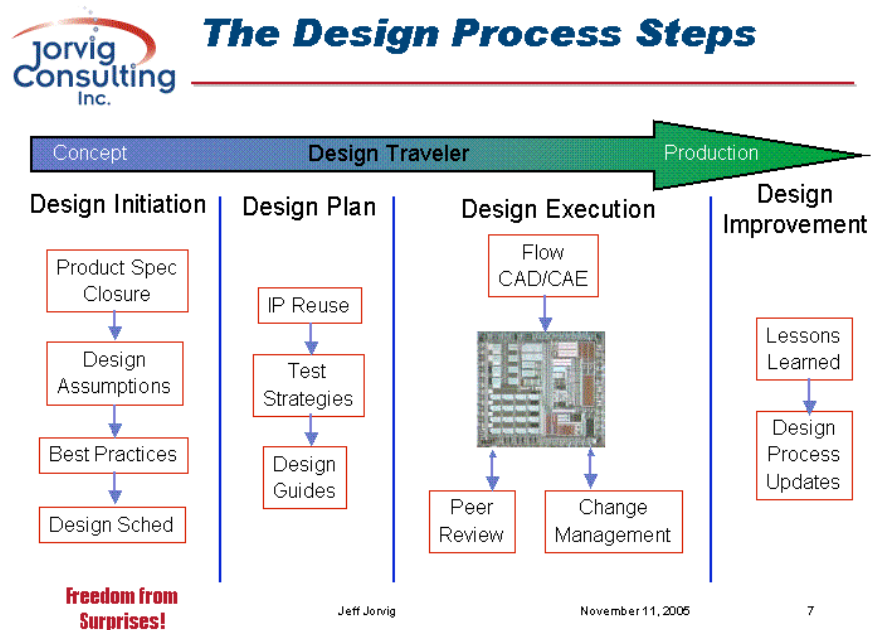 The Design Process Steps
Jorvig
Consulting
Inc.
Concept
Design Traveler
Production
Design Initiation
Product Spec
Closure
Design
Assumptions
Best Practices
Design Sched
Design Plan
IP Reuse
Test
Strategies
Design
Guides
Design Execution
Flow
CAD/CAE
Peer
Review
Change
Management
Design
Improvement
Lessons
Learned
Design
Process
Updates
Freedom from
Surprises!
Jeff Jorvig
November 11, 2005
7